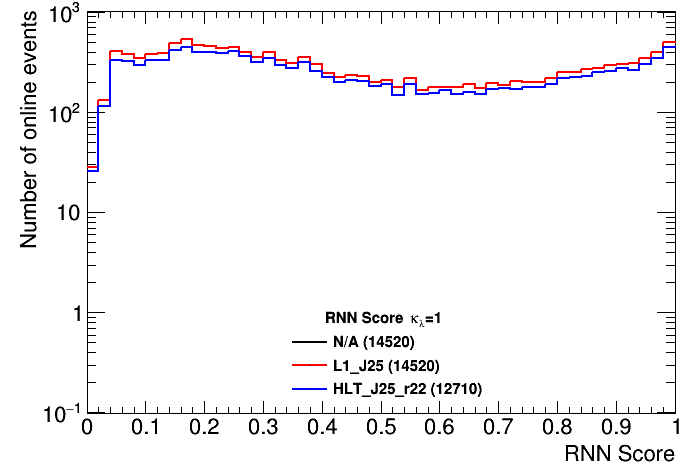 Number of online events
10³
10²
10
1
10⁻¹
RNN Score κλ=1
N/A (14520)
L1_J25 (14520)
HLT_J25_r22 (12710)
0 0.1 0.2 0.3 0.4 0.5 0.6 0.7 0.8 0.9 1
RNN Score